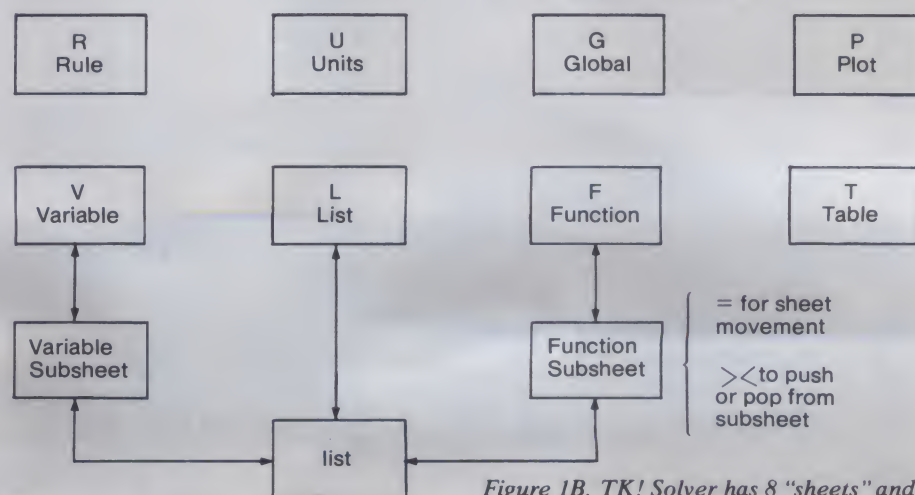 R
Rule
U
Units
G
Global
P
Plot
V
Variable
L
List
F
Function
T
Table
Variable
Subsheet
Function
Subsheet
= for sheet
movement
>< to push
or pop from
subsheet
list
Figure 1B. TK! Solver has 8 "sheets" and